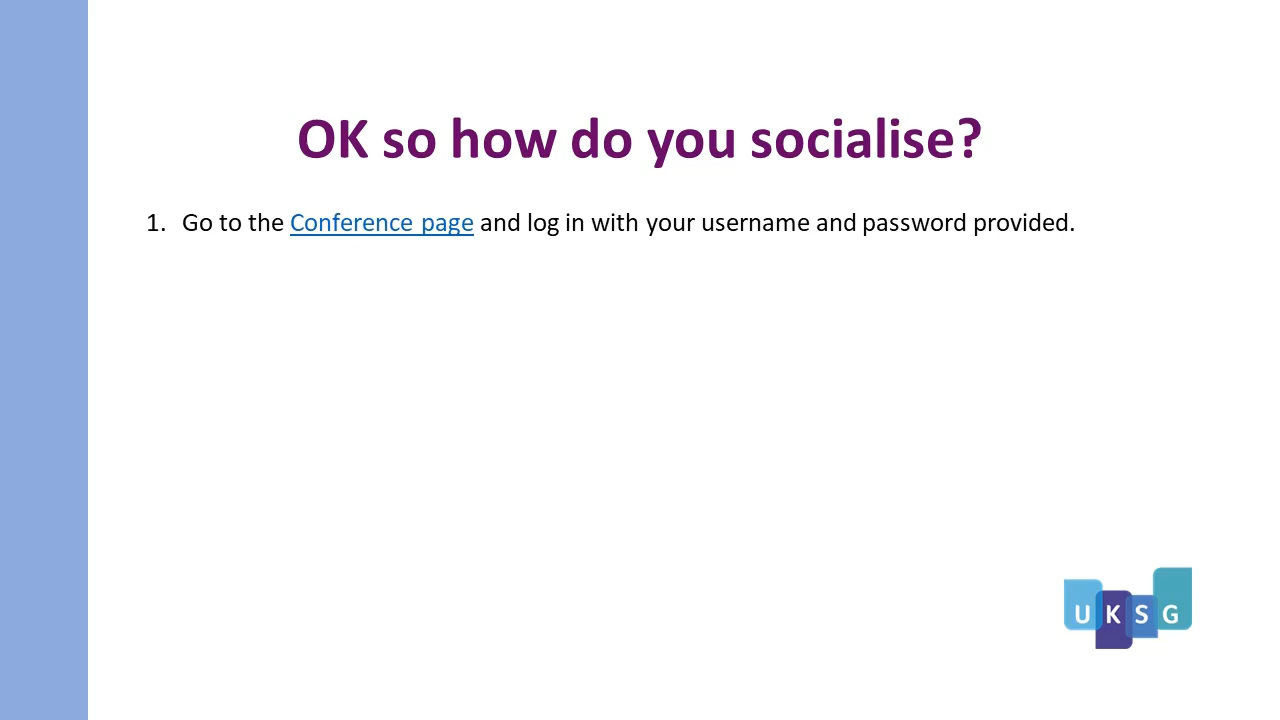 OK so how do you socialise?
1. Go to the Conference page and log in with your username and password provided.
UKSG